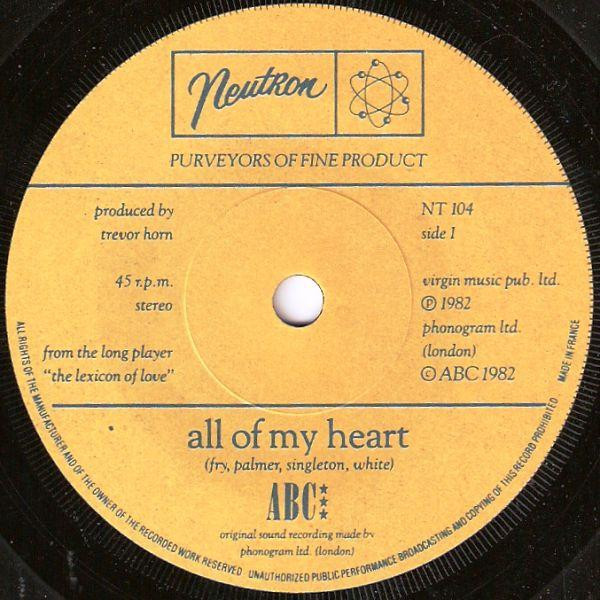 Neutron
PURVEYORS OF FINE PRODUCT
produced by
trevor horn
45 r.p.m.
stereo
from the long player
"the lexicon of love"
NT 104
side 1
virgin music pub. ltd.
Ⓟ 1982
phonogram ltd.
(london)
© ABC 1982
all of my heart
(fry, palmer, singleton, white)
ABC
original sound recording made by
phonogram ltd. (london)
ALL RIGHTS OF THE MANUFACTURER AND OF THE OWNER OF THE RECORDED WORK RESERVED UNAUTHORIZED PUBLIC PERFORMANCE BROADCASTING AND COPYING OF THIS RECORD PROHIBITED MADE IN FRANCE